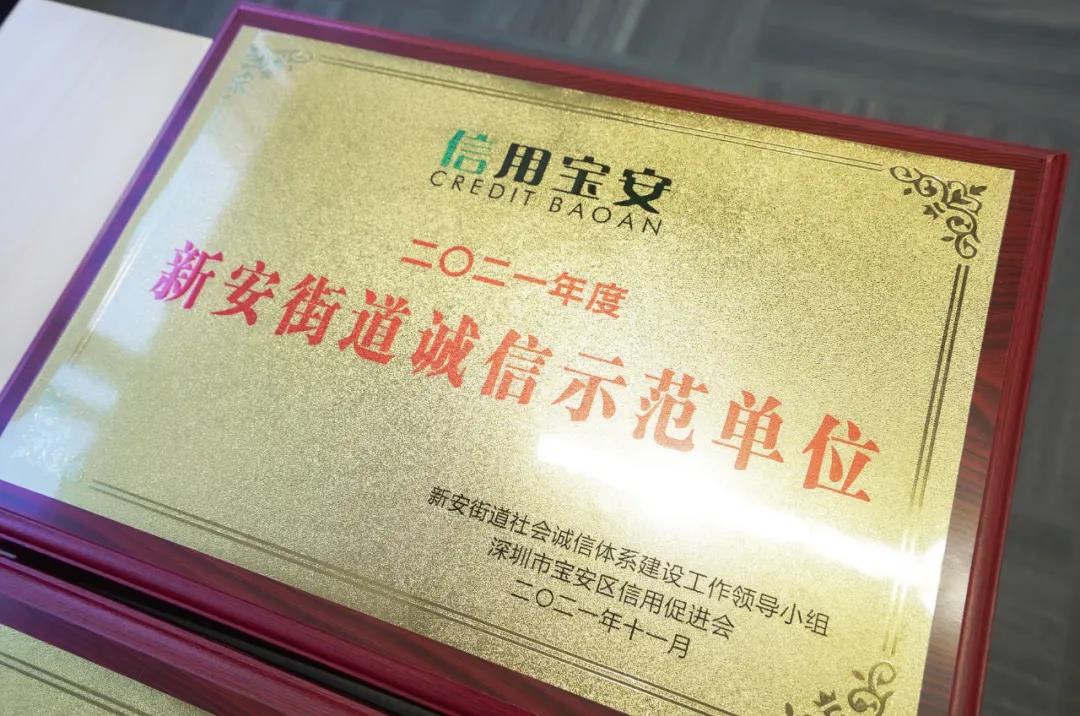 信用宝安
CREDIT BAOAN
二〇二一年度
新安街道诚信示范单位
新安街道社会诚信体系建设工作领导小组
深圳市宝安区信用促进会
二〇二一年十一月